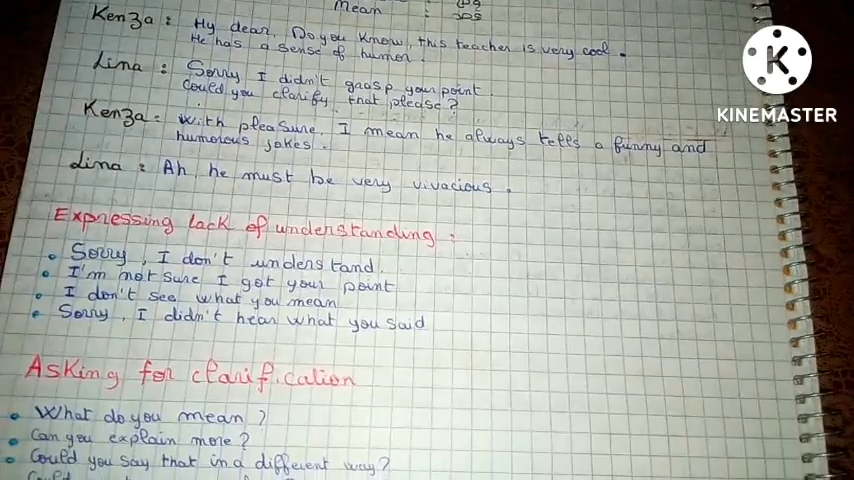 Mean :
Kenza : Hy dear, Do you know, this teacher is very cool.
He has a sense of humor.
Lina : Sorry I didn't grasp your point.
Could you clarify that please?
Kenza : with pleasure. I mean he always tells a funny and
humorous jokes.
Lina : Ah, he must be very vivacious.
Expressing lack of understanding :
• Sorry, I don't understand.
• I'm not sure I got your point
• I don't see what you mean
• Sorry, I didn't hear what you said
Asking for clarification
• What do you mean ?
• Can you explain more ?
• Could you say that in a different way?
Could
K
KINEMASTER